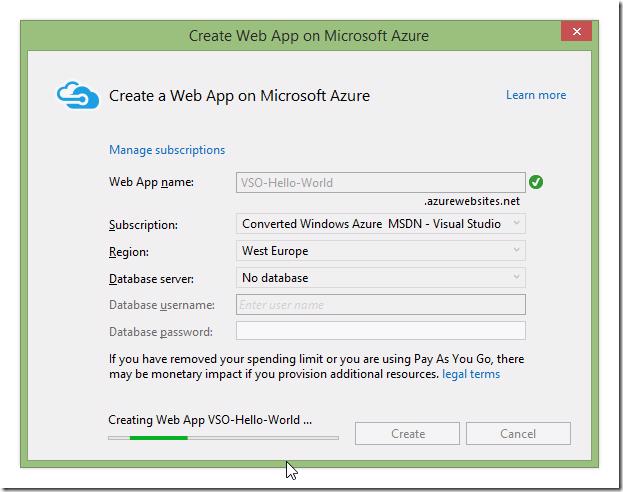 Create Web App on Microsoft Azure
Create a Web App on Microsoft Azure
Learn more
Manage subscriptions
Web App name:
VSO-Hello-World
.azurewebsites.net
Subscription:
Converted Windows Azure  MSDN - Visual Studio
Region:
West Europe
Database server:
No database
Database username:
Enter user name
Database password:
If you have removed your spending limit or you are using Pay As You Go, there
may be monetary impact if you provision additional resources. legal terms
Creating Web App VSO-Hello-World ...
Create
Cancel